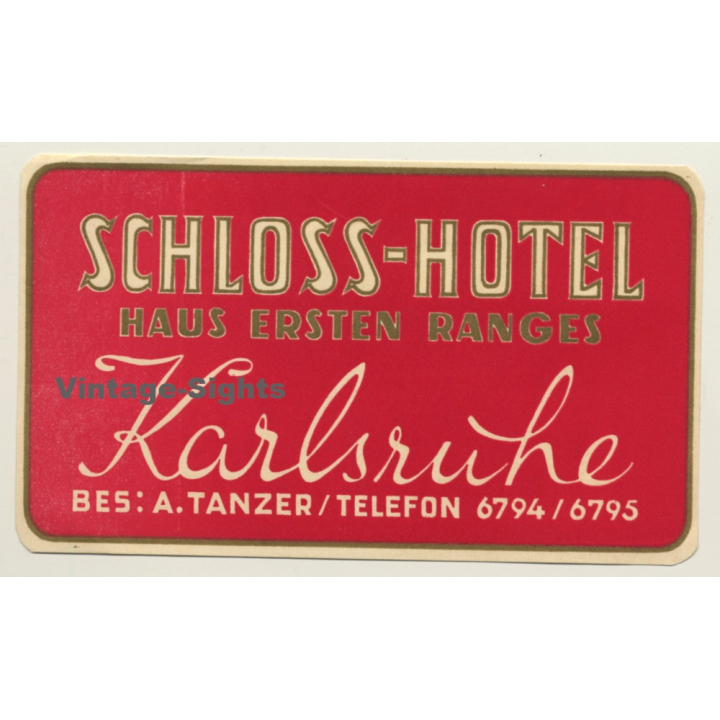 SCHLOSS-HOTEL
HAUS ERSTEN RANGES
Vintage-Sights
Karlsruhe
BES: A. TANZER / TELEFON 6794 / 6795